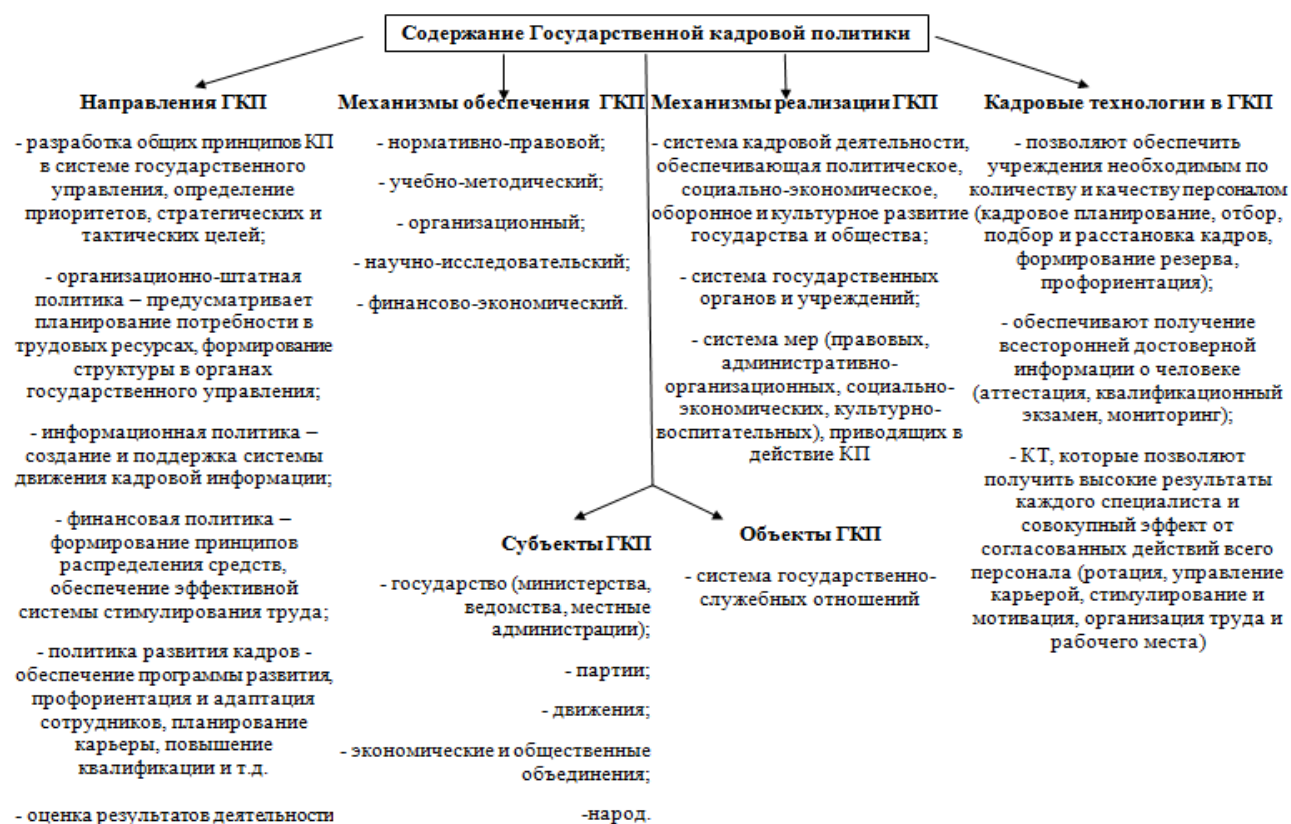 Содержание Государственной кадровой политики
Направления ГКП
- разработка общих принципов КП
в системе государственного
управления, определение
приоритетов, стратегических и
тактических целей;
- организационно-штатная
политика – предусматривает
планирование потребности в
трудовых ресурсах, формирование
структуры в органах
государственного управления;
- информационная политика –
создание и поддержка системы
движения кадровой информации;
- финансовая политика –
формирование принципов
распределения средств,
обеспечение эффективной
системы стимулирования труда;
- политика развития кадров -
обеспечение программы развития,
профориентация и адаптация
сотрудников, планирование
карьеры, повышение
квалификации и т.д.
- оценка результатов деятельности
Механизмы обеспечения ГКП
- нормативно-правовой;
- учебно-методический;
- организационный;
- научно-исследовательский;
- финансово-экономический.
Механизмы реализации ГКП
- система кадровой деятельности,
обеспечивающая политическое,
социально-экономическое,
оборонное и культурное развитие
государства и общества;
- система государственных
органов и учреждений;
- система мер (правовых,
административно-
организационных, социально-
экономических, культурно-
воспитательных), приводящих в
действие КП
Кадровые технологии в ГКП
- позволяют обеспечить
учреждения необходимым по
количеству и качеству персоналом
(кадровое планирование, отбор,
подбор и расстановка кадров,
формирование резерва,
профориентация);
- обеспечивают получение
всесторонней достоверной
информации о человеке
(аттестация, квалификационный
экзамен, мониторинг);
- КТ, которые позволяют
получить высокие результаты
каждого специалиста и
совокупный эффект от
согласованных действий всего
персонала (ротация, управление
карьерой, стимулирование и
мотивация, организация труда и
рабочего места)
Субъекты ГКП
- государство (министерства,
ведомства, местные
администрации);
- партии;
- движения;
- экономические и общественные
объединения;
-народ.
Объекты ГКП
- система государственно-
служебных отношений